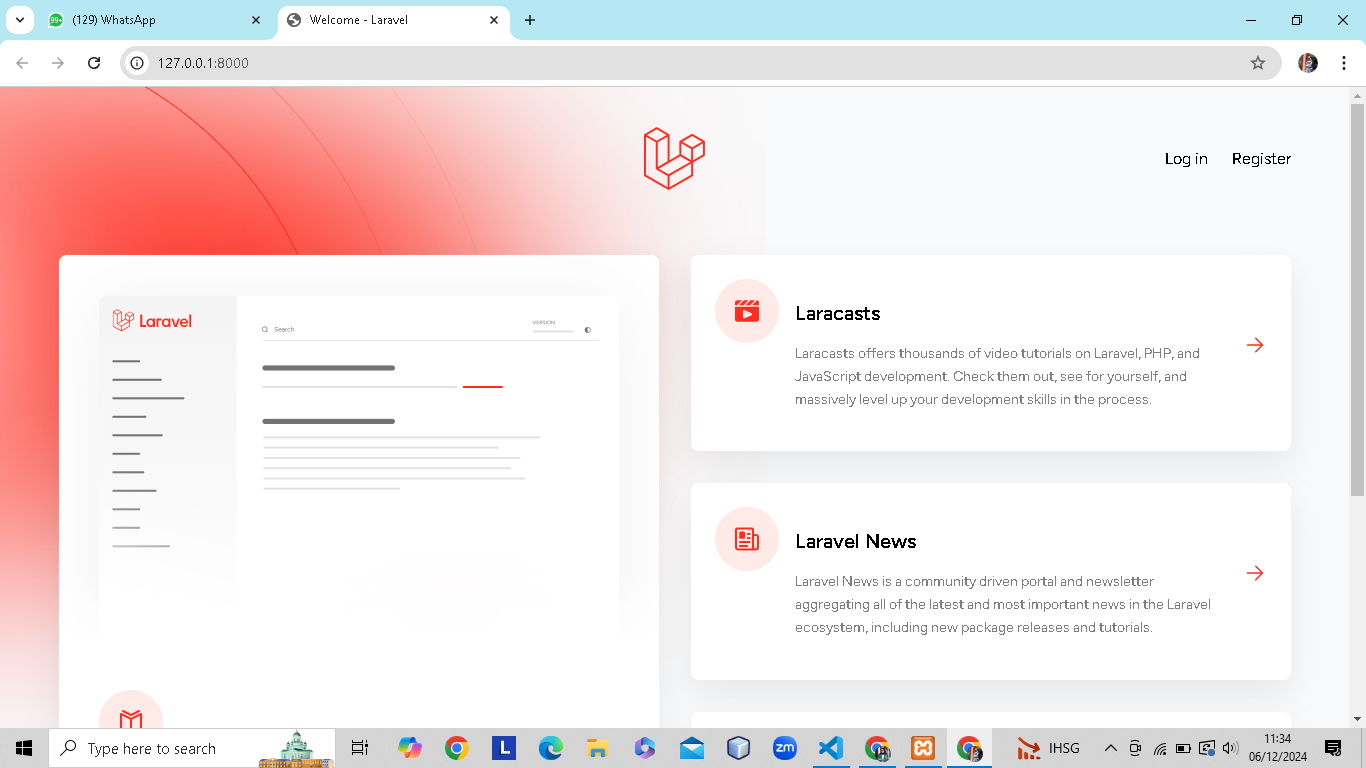 (129) WhatsApp
Welcome - Laravel
127.0.0.1:8000
Log in
Register
Laravel
Search
VERSION
Laracasts
Laracasts offers thousands of video tutorials on Laravel, PHP, and
JavaScript development. Check them out, see for yourself, and
massively level up your development skills in the process.
Laravel News
Laravel News is a community driven portal and newsletter
aggregating all of the latest and most important news in the Laravel
ecosystem, including new package releases and tutorials.
Type here to search
L
zm
IHSG
11:34
06/12/2024
99+